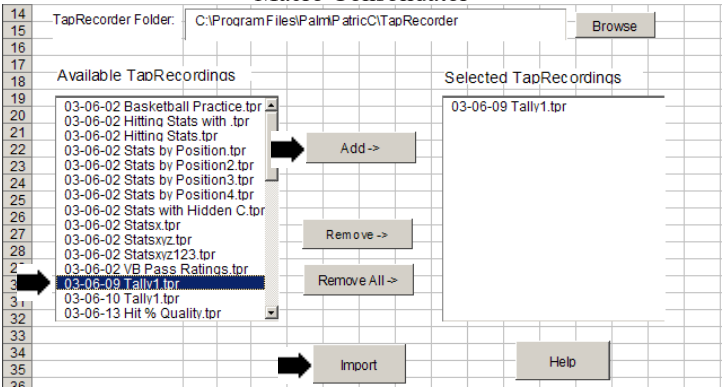 14
TapRecorder Folder: C:\Program Files\Palm\PatricC\TapRecorder
Browse
15
16
17
Available TapRecordings
Selected TapRecordings
18
19
03-06-02 Basketball Practice.tpr
03-06-09 Tally1.tpr
20
03-06-02 Hitting Stats with .tpr
21
03-06-02 Hitting Stats.tpr
22
03-06-02 Stats by Position.tpr
Add->
23
03-06-02 Stats by Position2.tpr
24
03-06-02 Stats by Position3.tpr
03-06-02 Stats by Position4.tpr
25
03-06-02 Stats with Hidden C.tpr
26
03-06-02 Statsx.tpr
27
03-06-02 Statsxyz.tpr
Remove ->
28
03-06-02 Statsxyz123.tpr
03-06-02 VB Pass Ratings.tpr
03-06-09 Tally1.tpr
Remove All->
03-06-10 Tally1.tpr
32
03-06-13 Hit % Quality.tpr
33
34
Import
Help
35
36